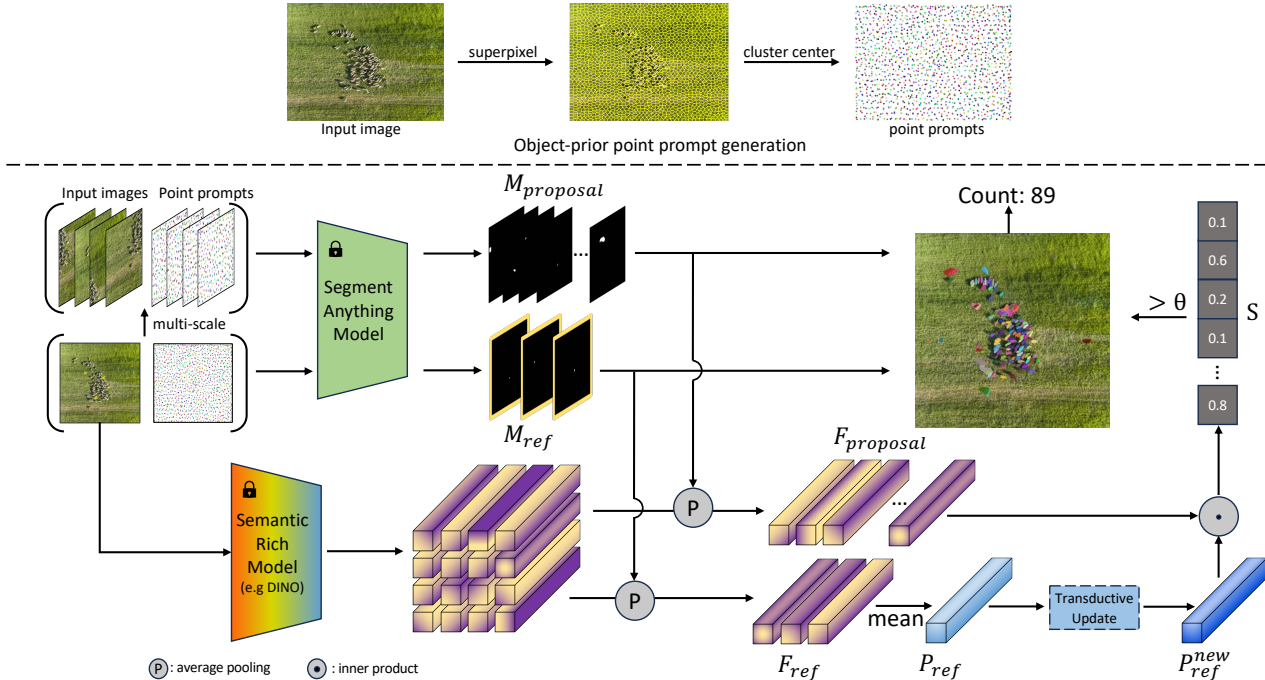 superpixel
cluster center
Input image
point prompts
Object-prior point prompt generation
Input images
Point prompts
M_proposal
Count: 89
multi-scale
Segment
Anything
Model
...
> θ
S
0.1
0.6
0.2
0.1
...
0.8
M_ref
F_proposal
Semantic
Rich
Model
(e.g DINO)
P
...
P
mean
Transductive
Update
F_ref
P_ref
P_ref^new
P : average pooling
: inner product